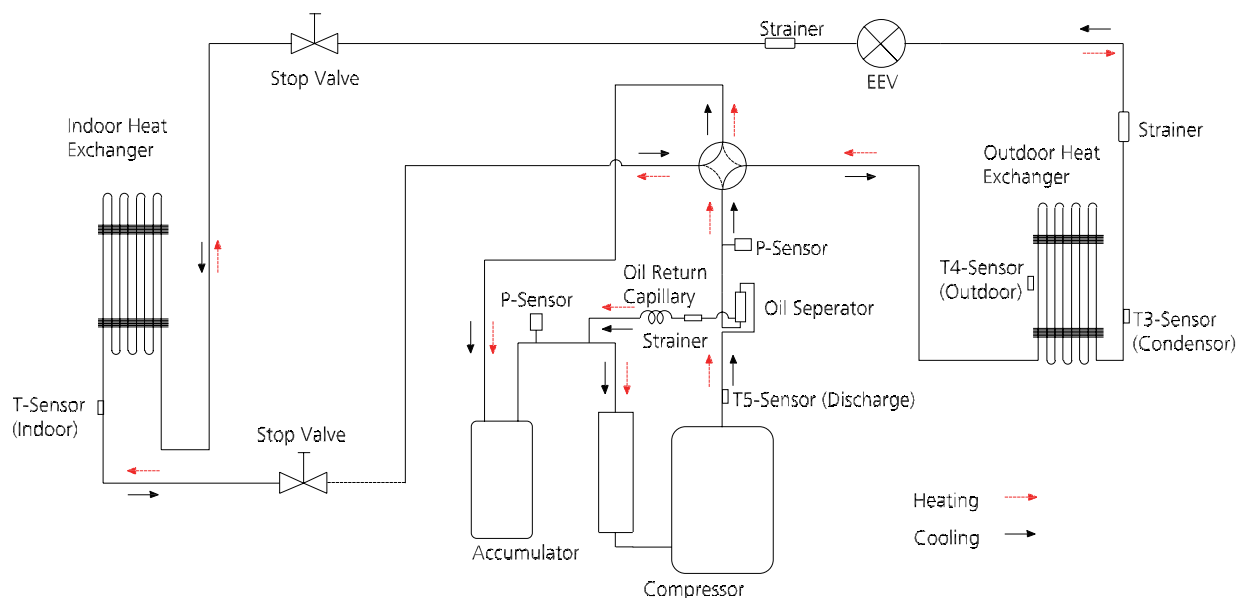 Strainer
Stop Valve
EEV
Indoor Heat
Exchanger
Strainer
Outdoor Heat
Exchanger
P-Sensor
Oil Return
Capillary
T4-Sensor
(Outdoor)
P-Sensor
Oil Seperator
T3-Sensor
(Condensor)
Strainer
T-Sensor
(Indoor)
T5-Sensor (Discharge)
Stop Valve
Heating
Cooling
Accumulator
Compressor